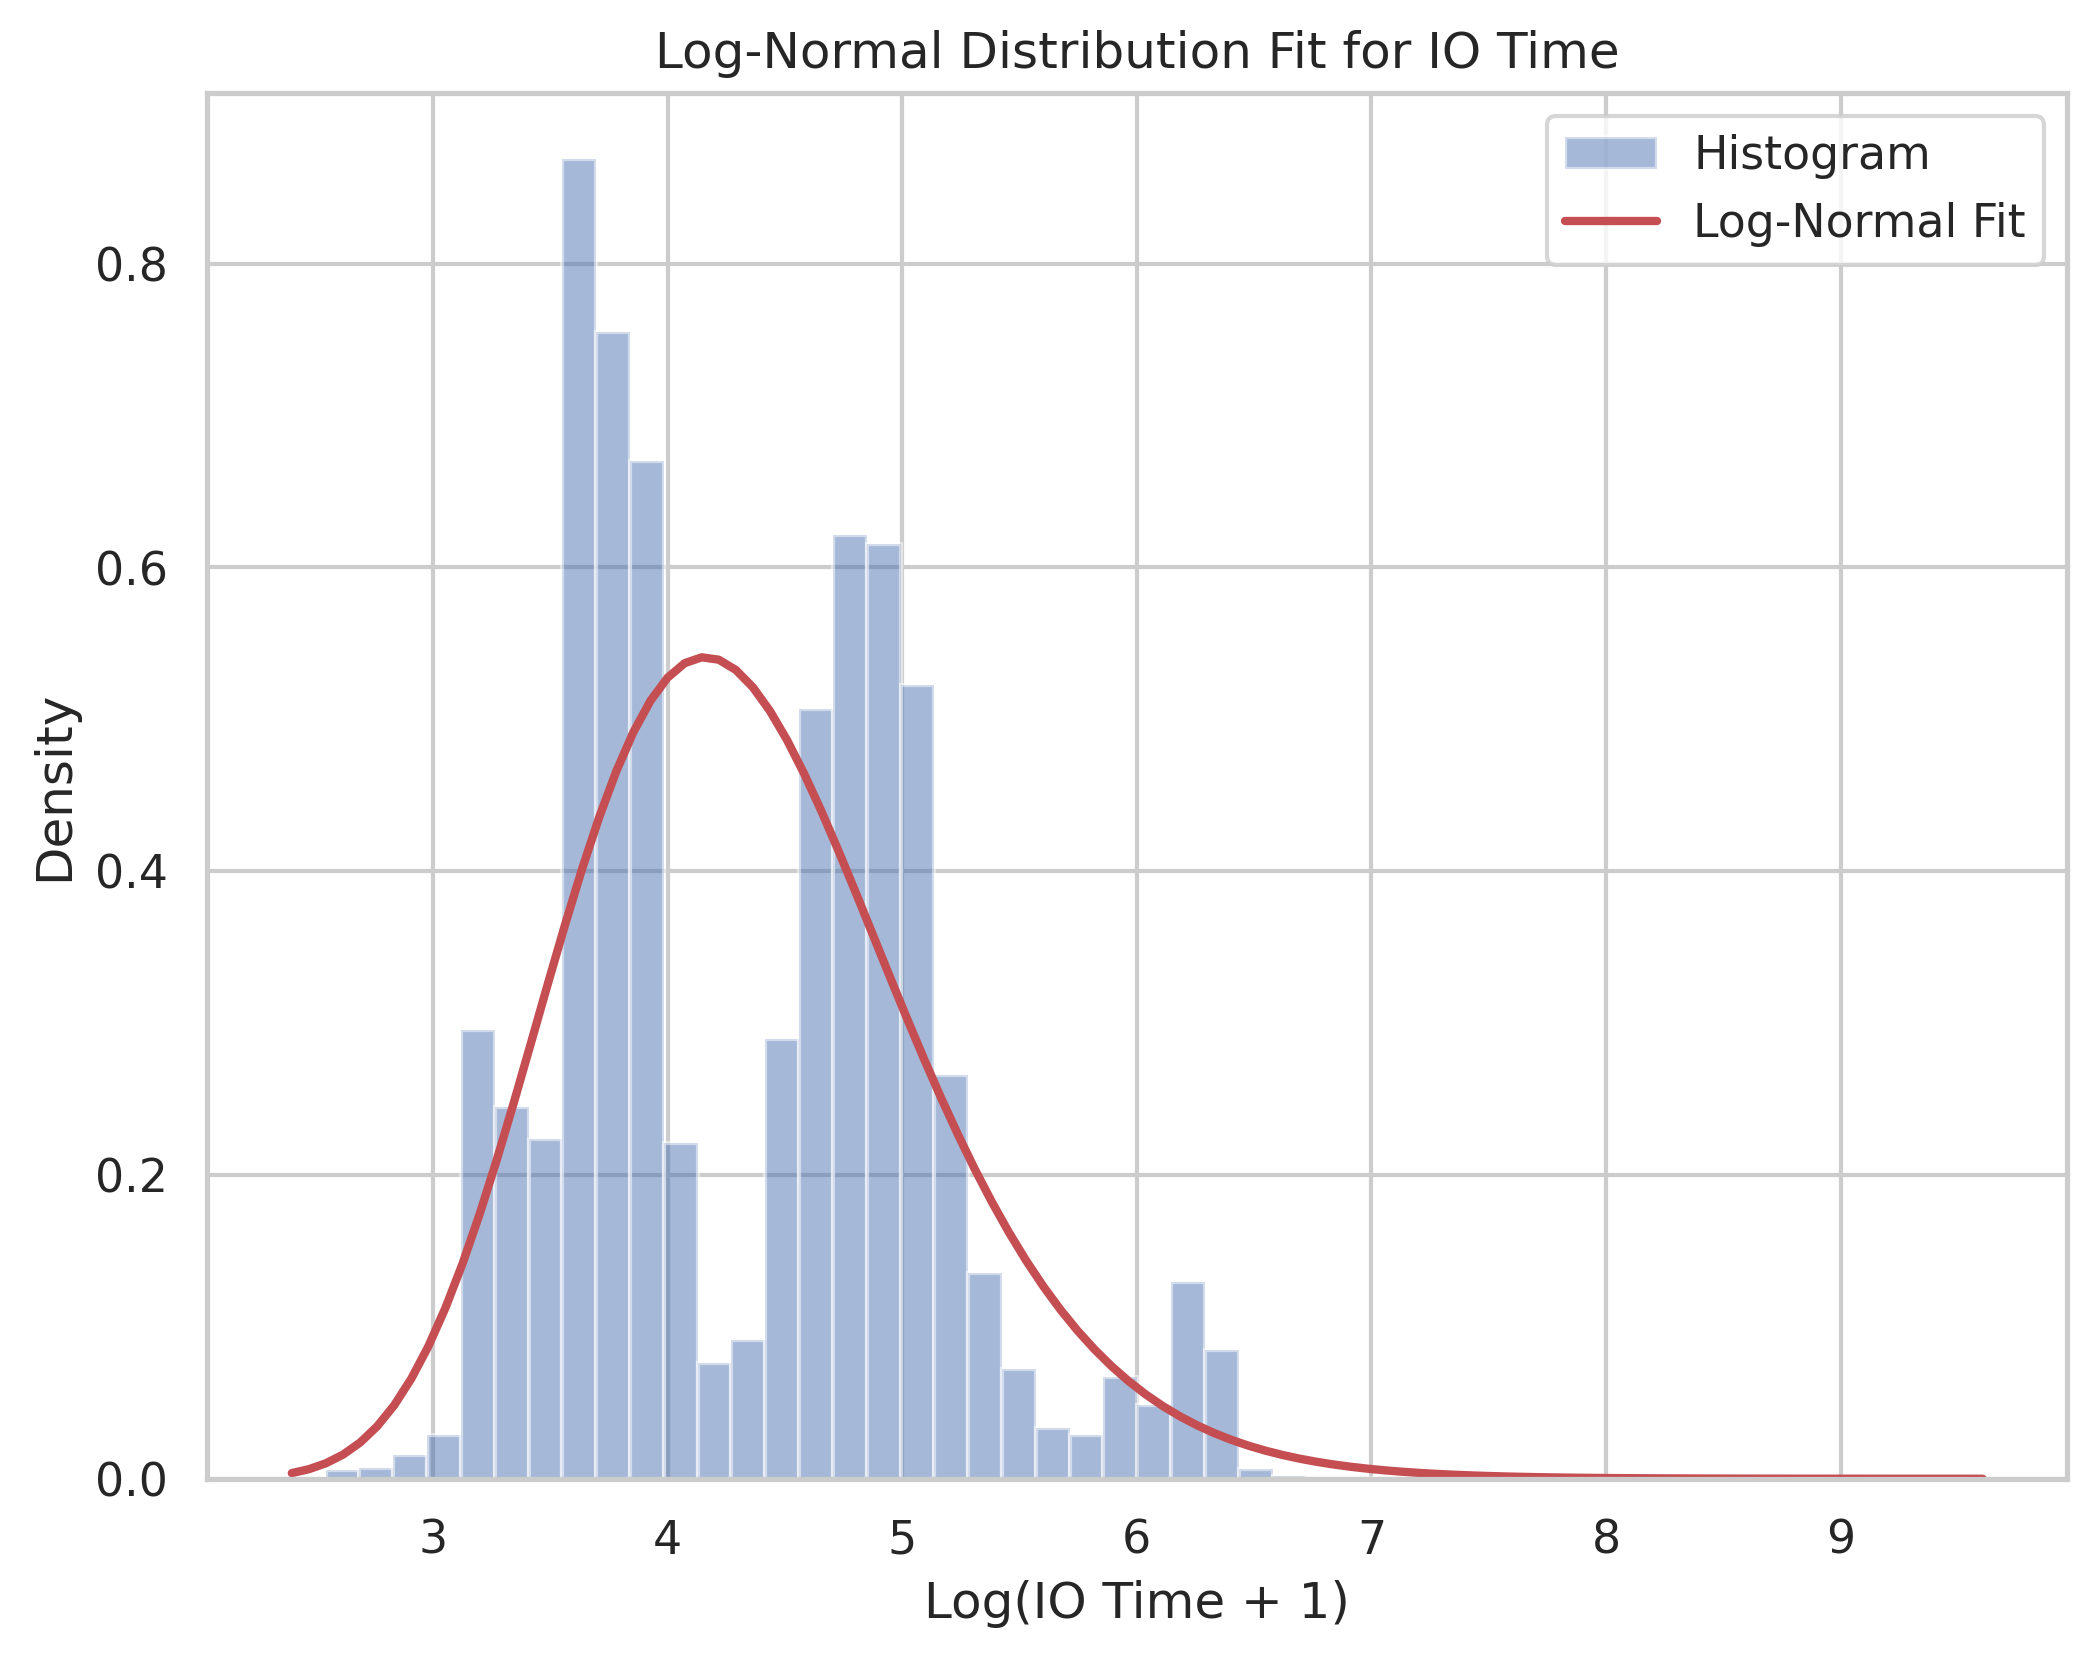 Log-Normal Distribution Fit for IO Time
Histogram
Log-Normal Fit
0.8
0.6
0.4
0.2
0.0
Density
3 4 5 6 7 8 9
Log(IO Time + 1)